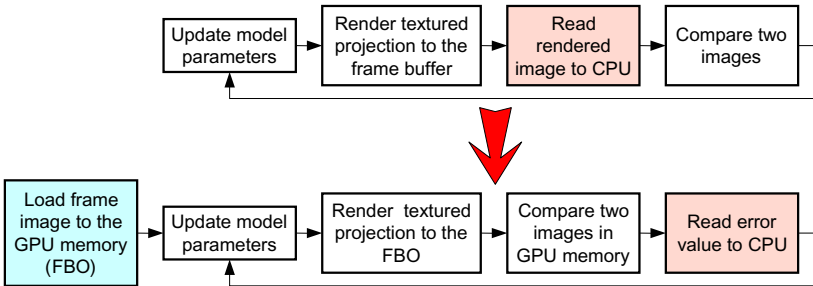 Update model
parameters
Render textured
projection to the
frame buffer
Read
rendered
image to CPU
Compare two
images
Load frame
image to the
GPU memory
(FBO)
Update model
parameters
Render textured
projection to the
FBO
Compare two
images in
GPU memory
Read error
value to CPU